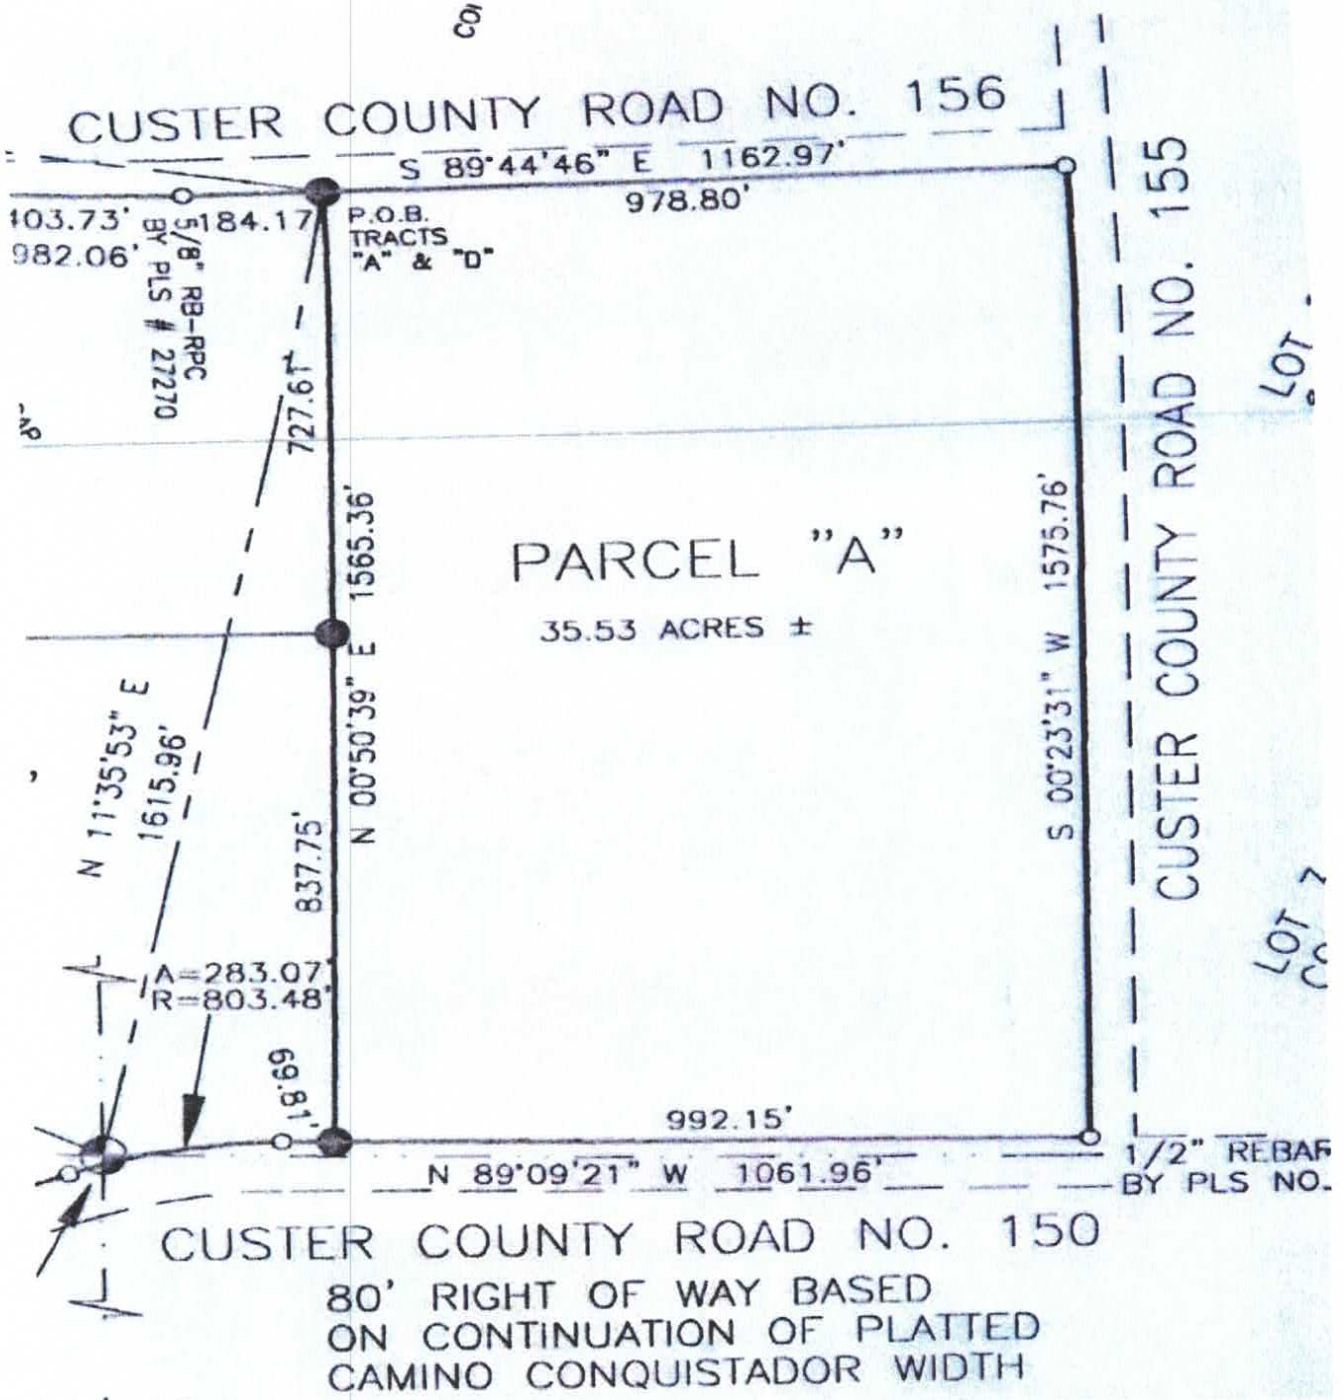 CUSTER COUNTY ROAD NO. 156
S 89°44'46" E 1162.97'
978.80'
103.73'
184.17'
982.06'
5/8" RB-RPC
BY PLS # 27270
P.O.B.
TRACTS
"A" & "D"
727.61'
1565.36'
N 00°50'39" E
837.75'
PARCEL "A"
35.53 ACRES ±
S 00°23'31" W 1575.76'
CUSTER COUNTY ROAD NO. 155
LOT
LOT
N 11°35'53" E
1615.96'
A=283.07'
R=803.48'
69.81'
992.15'
N 89°09'21" W 1061.96'
1/2" REBAR
BY PLS NO.
CUSTER COUNTY ROAD NO. 150
80' RIGHT OF WAY BASED
ON CONTINUATION OF PLATTED
CAMINO CONQUISTADOR WIDTH